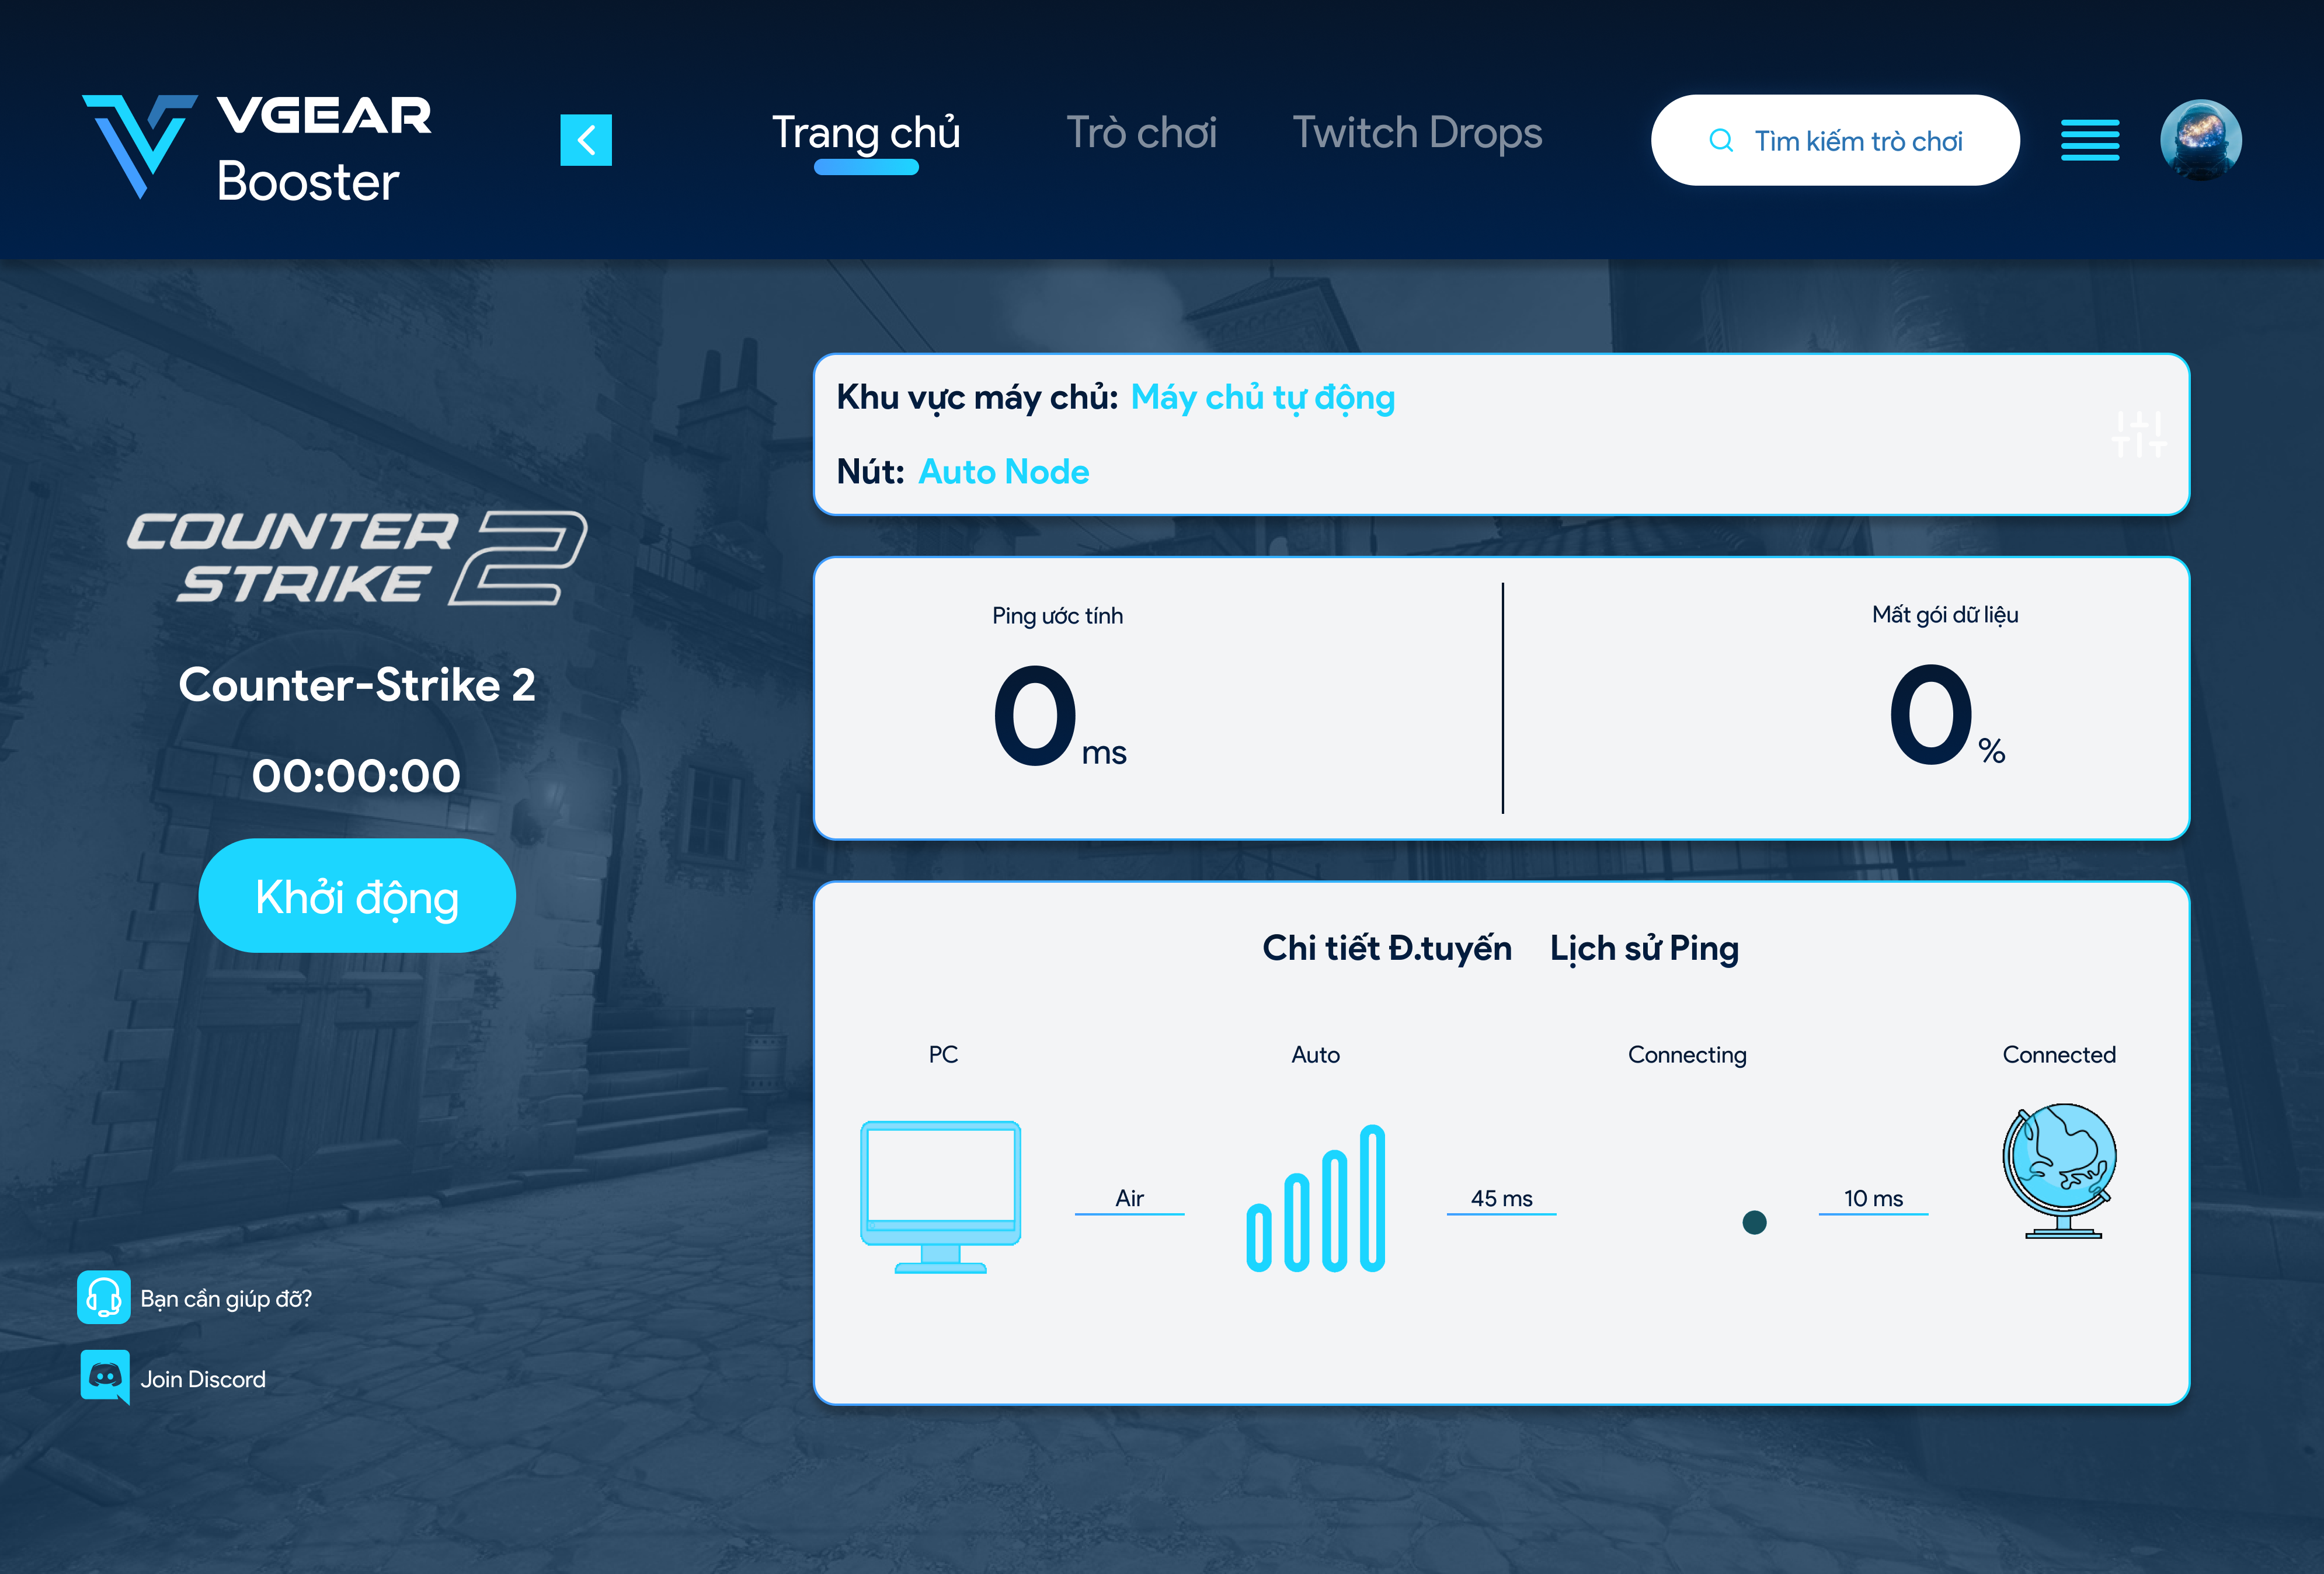 VGEAR
Booster
Trang chủ
Trò chơi
Twitch Drops
Tìm kiếm trò chơi
COUNTER
STRIKE 2
Counter-Strike 2
00:00:00
Khởi động
Bạn cần giúp đỡ?
Join Discord
Khu vực máy chủ: Máy chủ tự động
Nút: Auto Node
Ping ước tính
0 ms
Mất gói dữ liệu
0 %
Chi tiết Đ.tuyến
Lịch sử Ping
PC
Auto
Connecting
Connected
Air
45 ms
10 ms